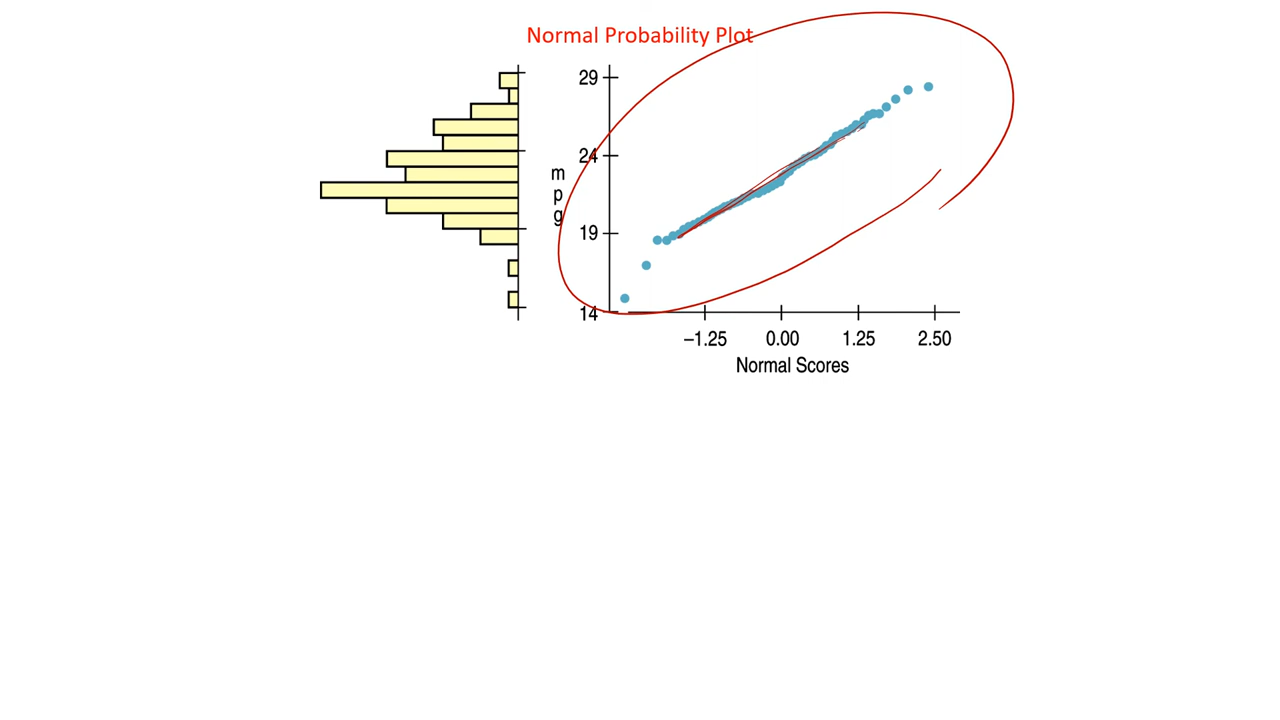 Normal Probability Plot
29
24
m
p
g
19
14
−1.25 0.00 1.25 2.50
Normal Scores